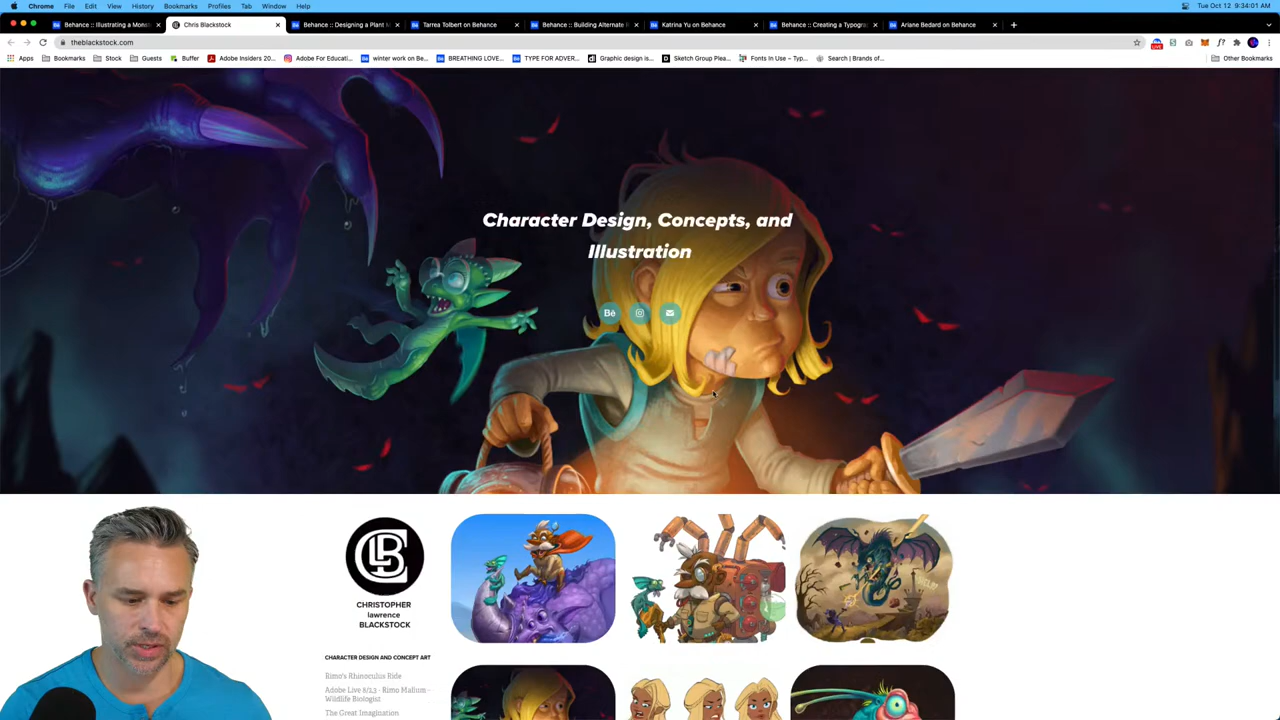 Chrome File Edit View History Bookmarks Profiles Tab Window Help Tue Oct 12 9:34:01 AM
Behance :: Illustrating a Mons Chris Blackstock Behance :: Designing a Plant M Tarrea Tolbert on Behance Behance :: Building Alternate Katrina Yu on Behance Behance :: Creating a Typogra Ariane Bedard on Behance
theblackstock.com
Apps Bookmarks Stock Guests Buffer Adobe Insiders 20... Adobe For Educati... winter work on Be... BREATHING LOVE... TYPE FOR ADVER... Graphic design is... Sketch Group Plea... Fonts In Use – Typ... Search | Brands of... Other Bookmarks
Character Design, Concepts, and
Illustration
Bē
CHRISTOPHER
lawrence
BLACKSTOCK
CHARACTER DESIGN AND CONCEPT ART
Rimo's Rhinoculus Ride
Adobe Live 8/23 - Rimo Mallum -
Wildlife Biologist
The Great Imagination